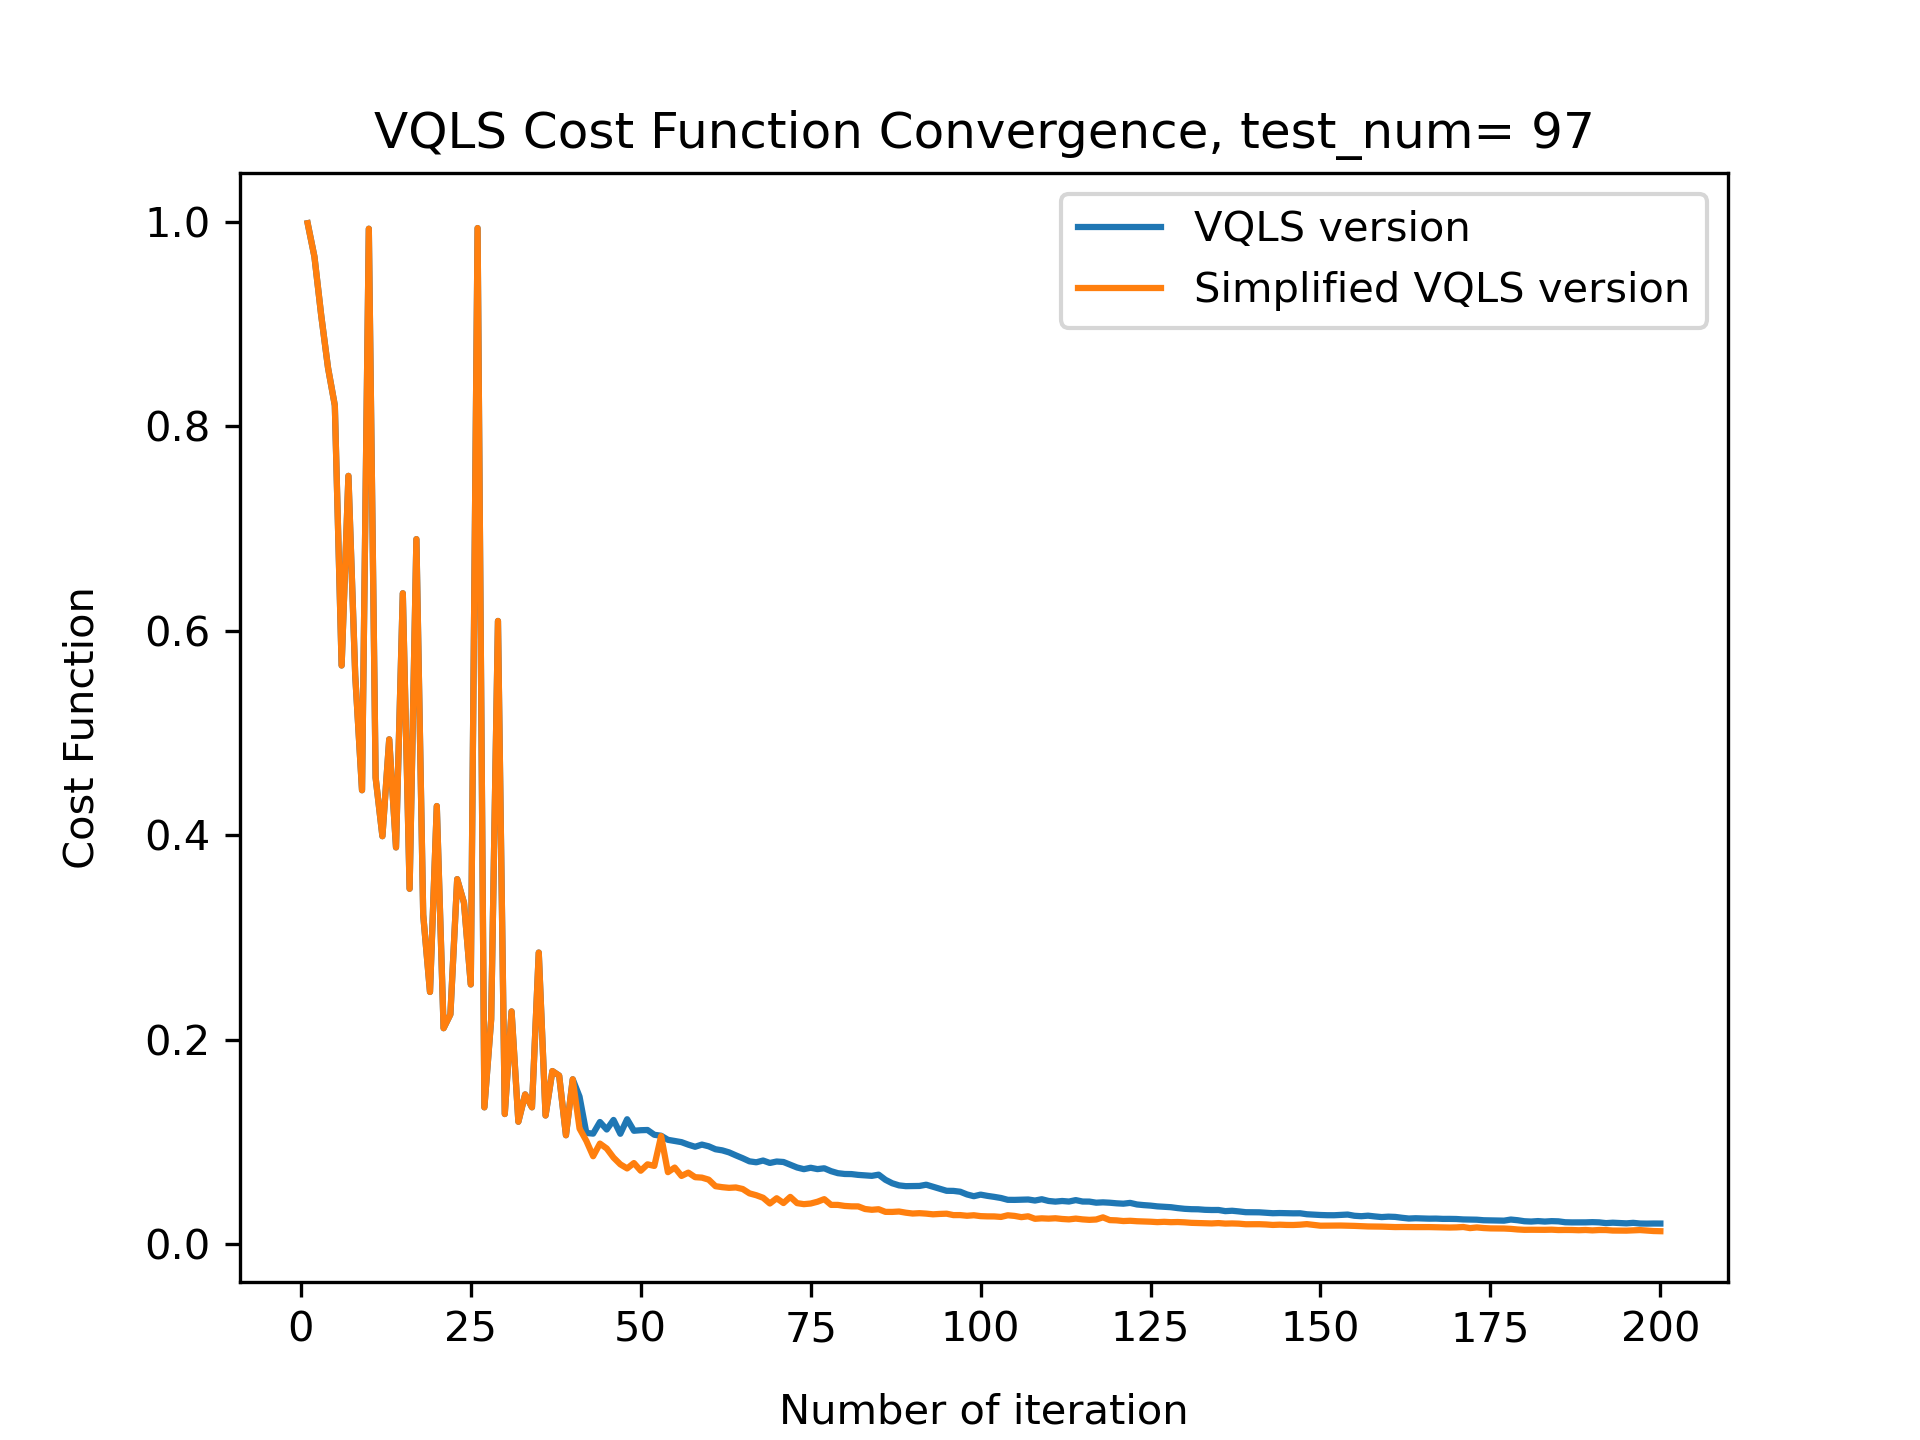 VQLS Cost Function Convergence, test_num= 97
VQLS version
Simplified VQLS version
1.0
0.8
0.6
0.4
0.2
0.0
Cost Function
0 25 50 75 100 125 150 175 200
Number of iteration